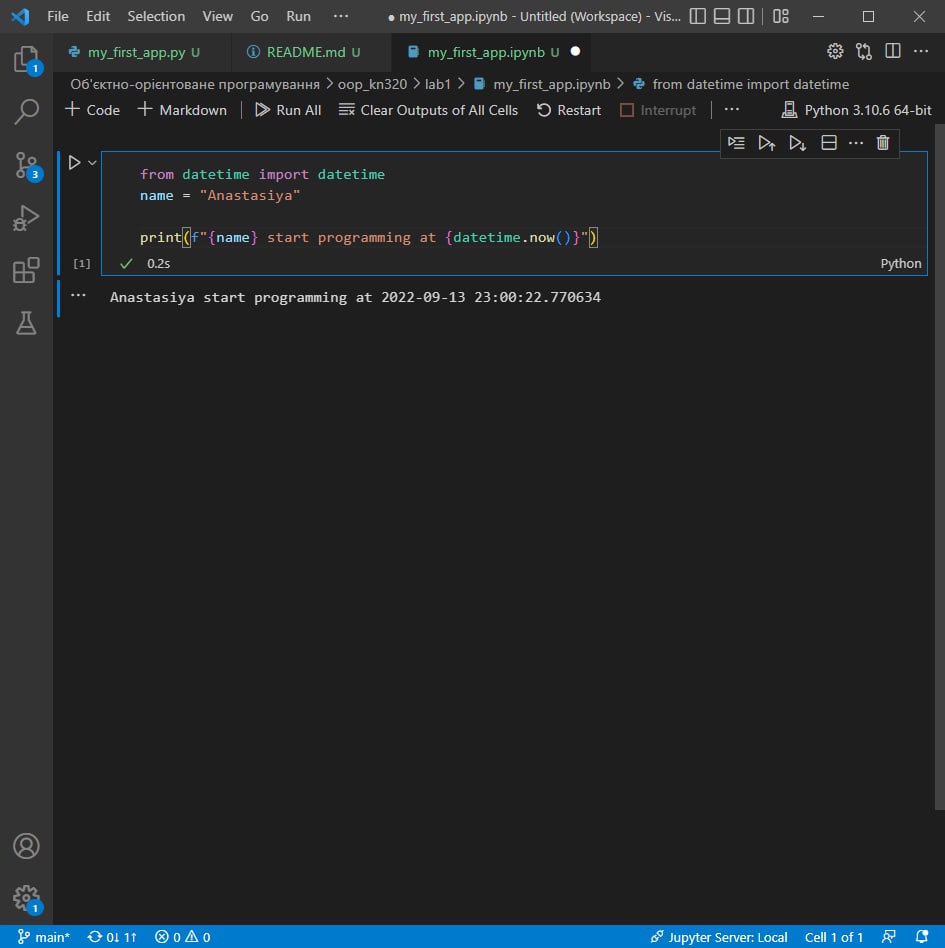 File Edit Selection View Go Run ··· ● my_first_app.ipynb - Untitled (Workspace) - Vis...
my_first_app.py U README.md U my_first_app.ipynb U ● ···
1
Об'єктно-орієнтоване програмування > oop_kn320 > lab1 > my_first_app.ipynb > from datetime import datetime
+ Code + Markdown Run All Clear Outputs of All Cells Restart Interrupt ··· Python 3.10.6 64-bit
3
from datetime import datetime
name = "Anastasiya"
print(f"{name} start programming at {datetime.now()}")
[1] ✓ 0.2s Python
··· Anastasiya start programming at 2022-09-13 23:00:22.770634
1
main* 0↓ 1↑ 0 0 Jupyter Server: Local Cell 1 of 1